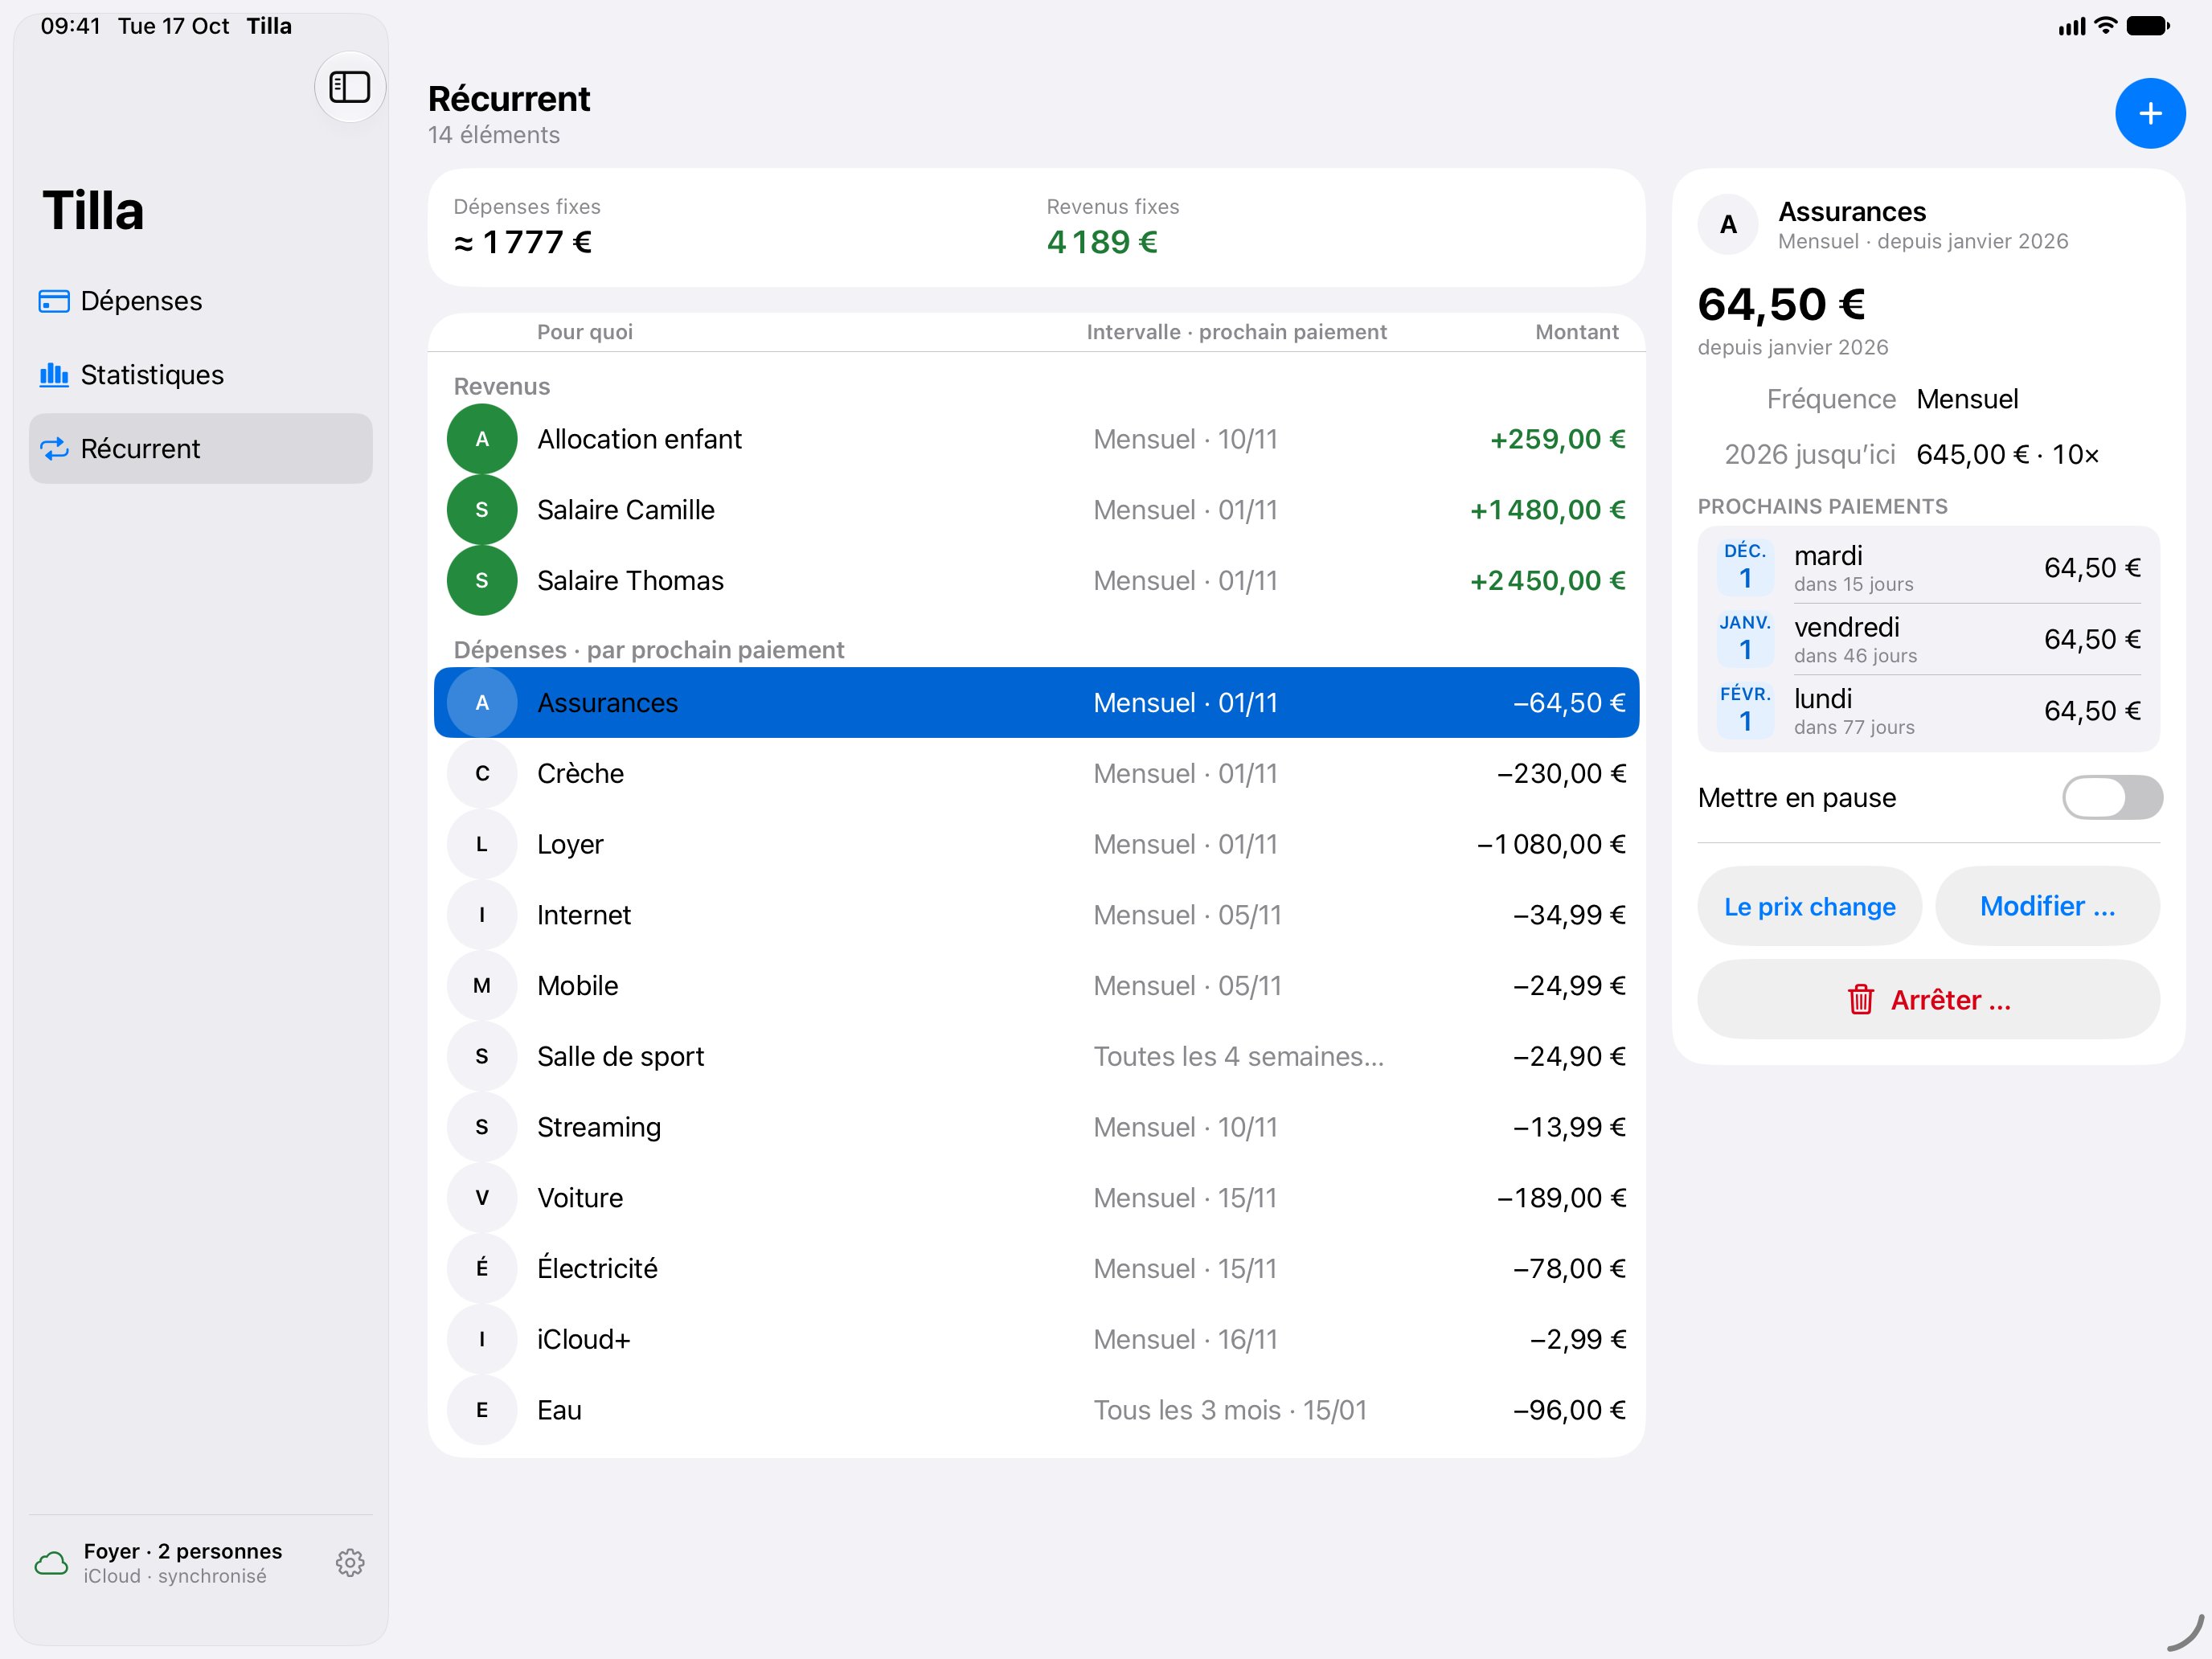 09:41 Tue 17 Oct Tilla
Tilla
Dépenses
Statistiques
Récurrent
Foyer · 2 personnes
iCloud · synchronisé
Récurrent
14 éléments
Dépenses fixes
≈ 1 777 €
Revenus fixes
4 189 €
Pour quoi Intervalle · prochain paiement Montant
Revenus
A Allocation enfant Mensuel · 10/11 +259,00 €
S Salaire Camille Mensuel · 01/11 +1 480,00 €
S Salaire Thomas Mensuel · 01/11 +2 450,00 €
Dépenses · par prochain paiement
A Assurances Mensuel · 01/11 −64,50 €
C Crèche Mensuel · 01/11 −230,00 €
L Loyer Mensuel · 01/11 −1 080,00 €
I Internet Mensuel · 05/11 −34,99 €
M Mobile Mensuel · 05/11 −24,99 €
S Salle de sport Toutes les 4 semaines... −24,90 €
S Streaming Mensuel · 10/11 −13,99 €
V Voiture Mensuel · 15/11 −189,00 €
É Électricité Mensuel · 15/11 −78,00 €
I iCloud+ Mensuel · 16/11 −2,99 €
E Eau Tous les 3 mois · 15/01 −96,00 €
A Assurances
Mensuel · depuis janvier 2026
64,50 €
depuis janvier 2026
Fréquence Mensuel
2026 jusqu’ici 645,00 € · 10×
PROCHAINS PAIEMENTS
DÉC. 1 mardi 64,50 €
dans 15 jours
JANV. 1 vendredi 64,50 €
dans 46 jours
FÉVR. 1 lundi 64,50 €
dans 77 jours
Mettre en pause
Le prix change
Modifier ...
Arrêter ...